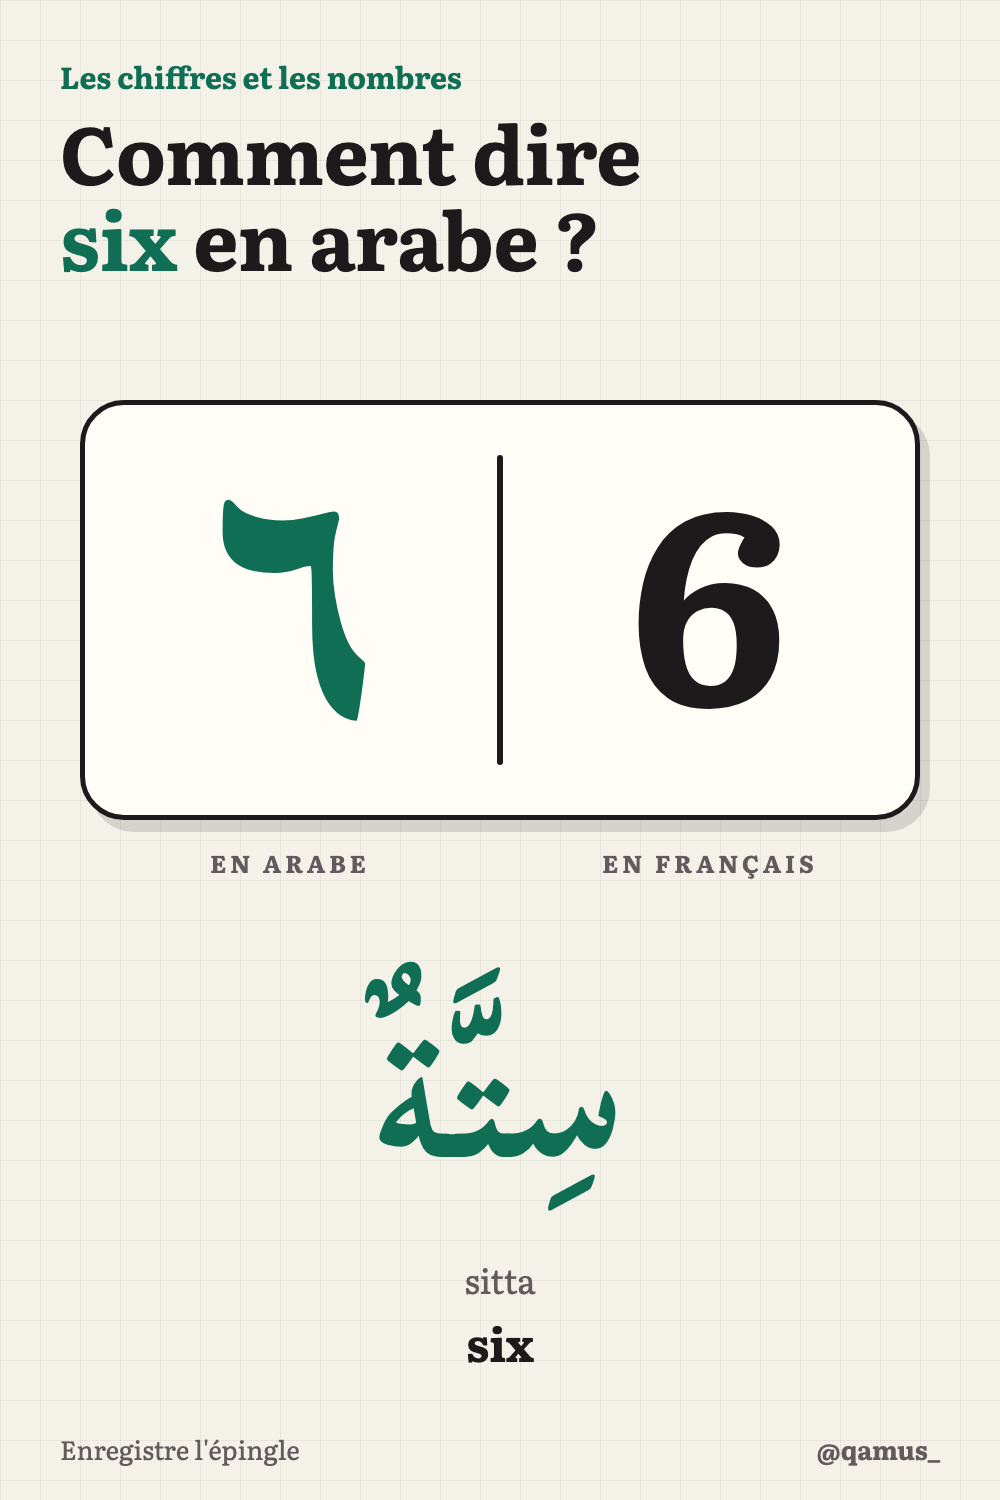 Les chiffres et les nombres
Comment dire
six en arabe ?
٦ 6
EN ARABE EN FRANÇAIS
سِتَّةٌ
sitta
six
Enregistre l'épingle @qamus_